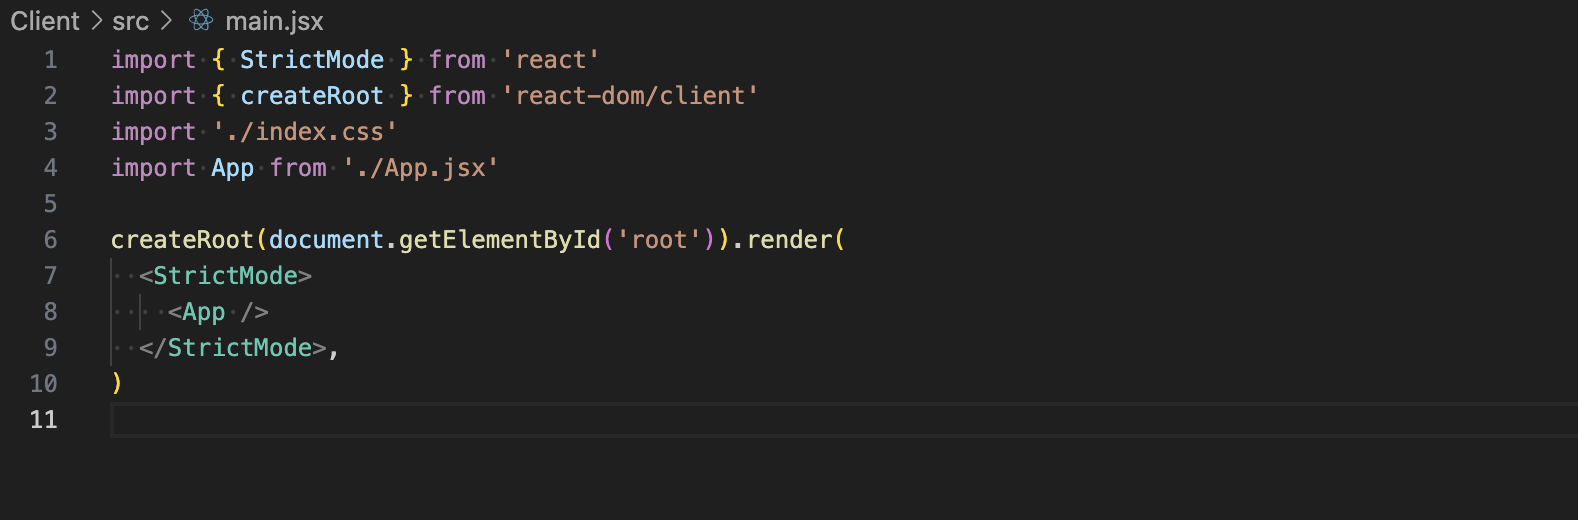 Client > src > main.jsx
1 import { StrictMode } from 'react'
2 import { createRoot } from 'react-dom/client'
3 import './index.css'
4 import App from './App.jsx'
5
6 createRoot(document.getElementById('root')).render(
7   <StrictMode>
8     <App />
9   </StrictMode>,
10 )
11